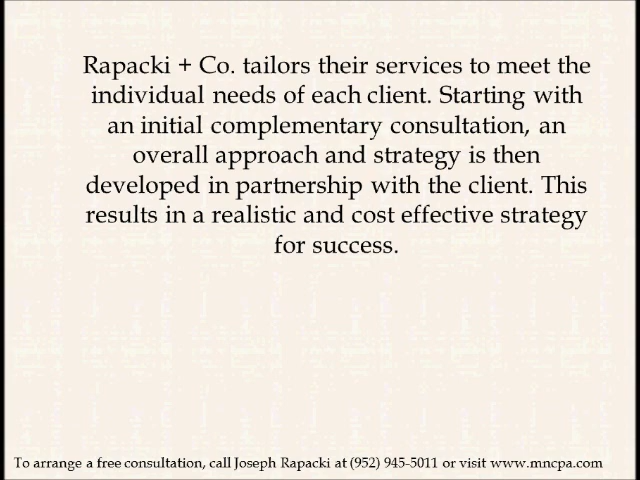 Rapacki + Co. tailors their services to meet the
individual needs of each client. Starting with
an initial complementary consultation, an
overall approach and strategy is then
developed in partnership with the client. This
results in a realistic and cost effective strategy
for success.
To arrange a free consultation, call Joseph Rapacki at (952) 945-5011 or visit www.mncpa.com